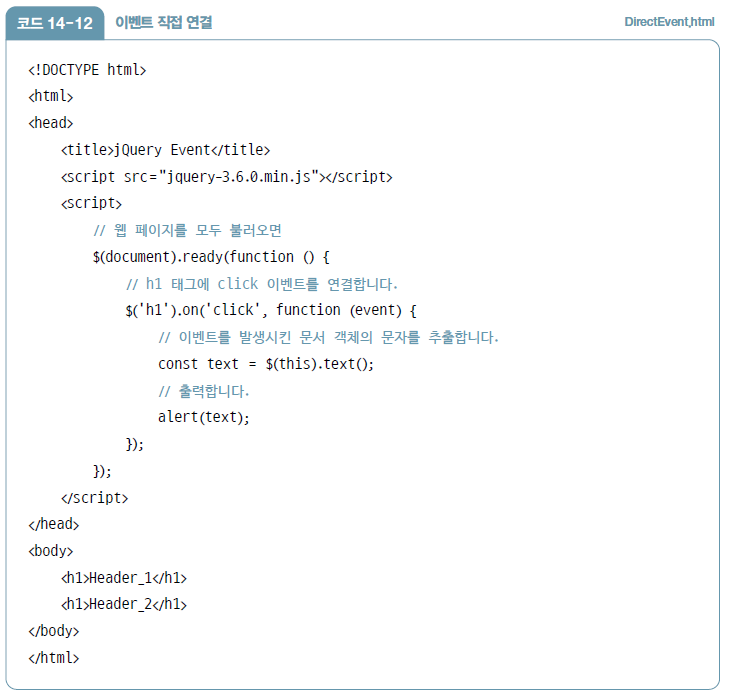 코드 14-12 이벤트 직접 연결 DirectEvent.html
<!DOCTYPE html>
<html>
<head>
    <title>jQuery Event</title>
    <script src="jquery-3.6.0.min.js"></script>
    <script>
        // 웹 페이지를 모두 불러오면
        $(document).ready(function () {
            // h1 태그에 click 이벤트를 연결합니다.
            $('h1').on('click', function (event) {
                // 이벤트를 발생시킨 문서 객체의 문자를 추출합니다.
                const text = $(this).text();
                // 출력합니다.
                alert(text);
            });
        });
    </script>
</head>
<body>
    <h1>Header_1</h1>
    <h1>Header_2</h1>
</body>
</html>